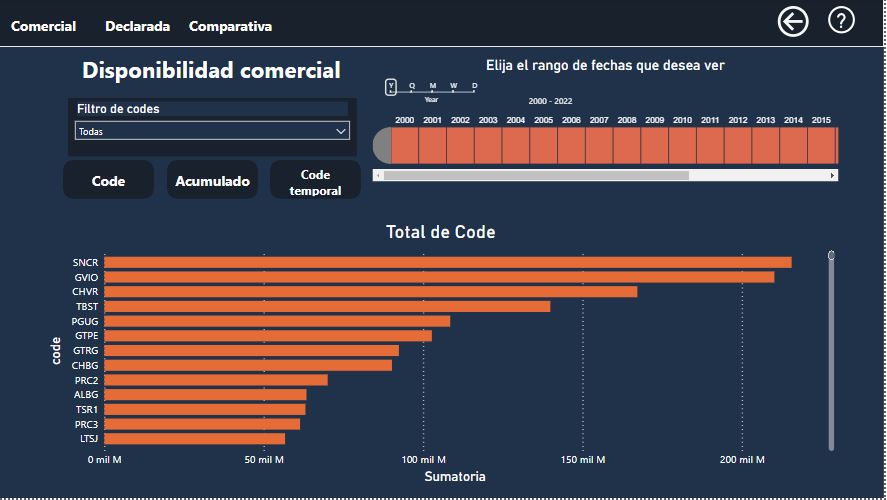 Comercial Declarada Comparativa
?
Disponibilidad comercial
Filtro de codes
Todas
Code
Acumulado
Code
temporal
Elija el rango de fechas que desea ver
Y Q M W D
Year
2000 - 2022
2000 2001 2002 2003 2004 2005 2006 2007 2008 2009 2010 2011 2012 2013 2014 2015
Total de Code
code
SNCR
GVIO
CHVR
TBST
PGUG
GTPE
GTRG
CHBG
PRC2
ALBG
TSR1
PRC3
LTSJ
0 mil M 50 mil M 100 mil M 150 mil M 200 mil M
Sumatoria